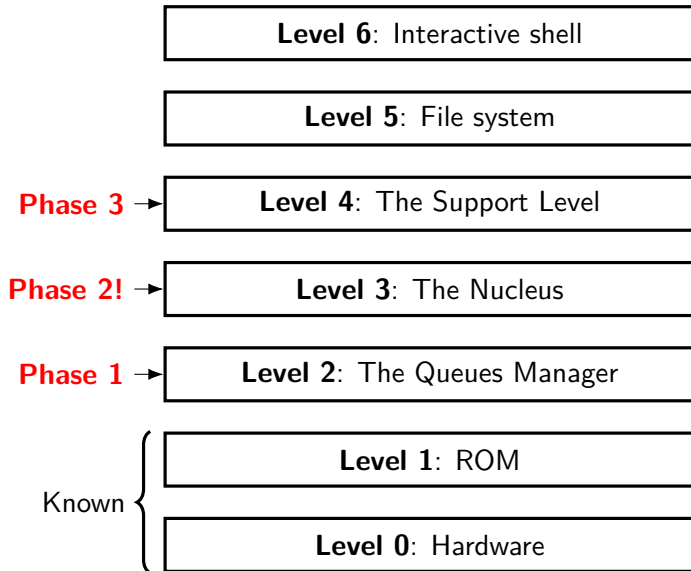 Level 6: Interactive shell
Level 5: File system
Phase 3 Level 4: The Support Level
Phase 2! Level 3: The Nucleus
Phase 1 Level 2: The Queues Manager
Level 1: ROM
Known
Level 0: Hardware